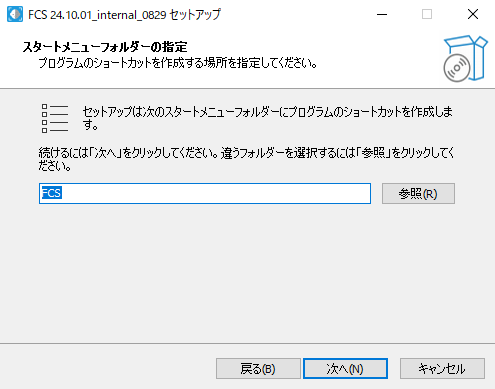 FCS 24.10.01_internal_0829 セットアップ
スタートメニューフォルダーの指定
プログラムのショートカットを作成する場所を指定してください。
セットアップは次のスタートメニューフォルダーにプログラムのショートカットを作成しま
す。
続けるには「次へ」をクリックしてください。違うフォルダーを選択するには「参照」をクリックしてく
ださい。
FCS
参照(R)
戻る(B)
次へ(N)
キャンセル